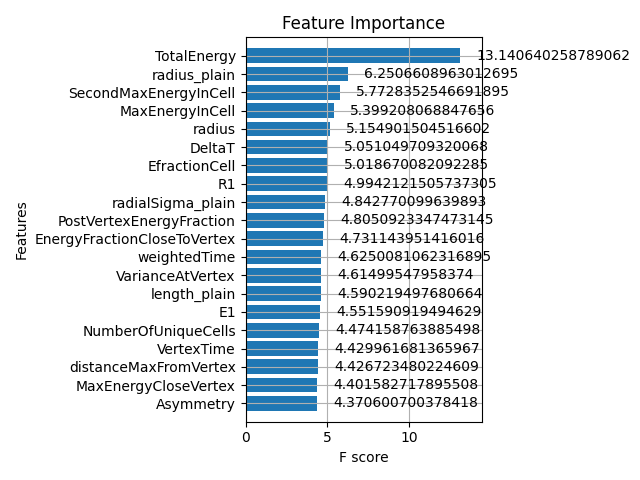 Feature Importance
TotalEnergy 13.140640258789062
radius_plain 6.2506608963012695
SecondMaxEnergyInCell 5.7728352546691895
MaxEnergyInCell 5.399208068847656
radius 5.154901504516602
DeltaT 5.051049709320068
EfractionCell 5.018670082092285
R1 4.9942121505737305
radialSigma_plain 4.842770099639893
PostVertexEnergyFraction 4.8050923347473145
EnergyFractionCloseToVertex 4.731143951416016
weightedTime 4.6250081062316895
VarianceAtVertex 4.61499547958374
length_plain 4.590219497680664
E1 4.551590919494629
NumberOfUniqueCells 4.474158763885498
VertexTime 4.429961681365967
distanceMaxFromVertex 4.426723480224609
MaxEnergyCloseVertex 4.401582717895508
Asymmetry 4.370600700378418
Features
0 5 10
F score